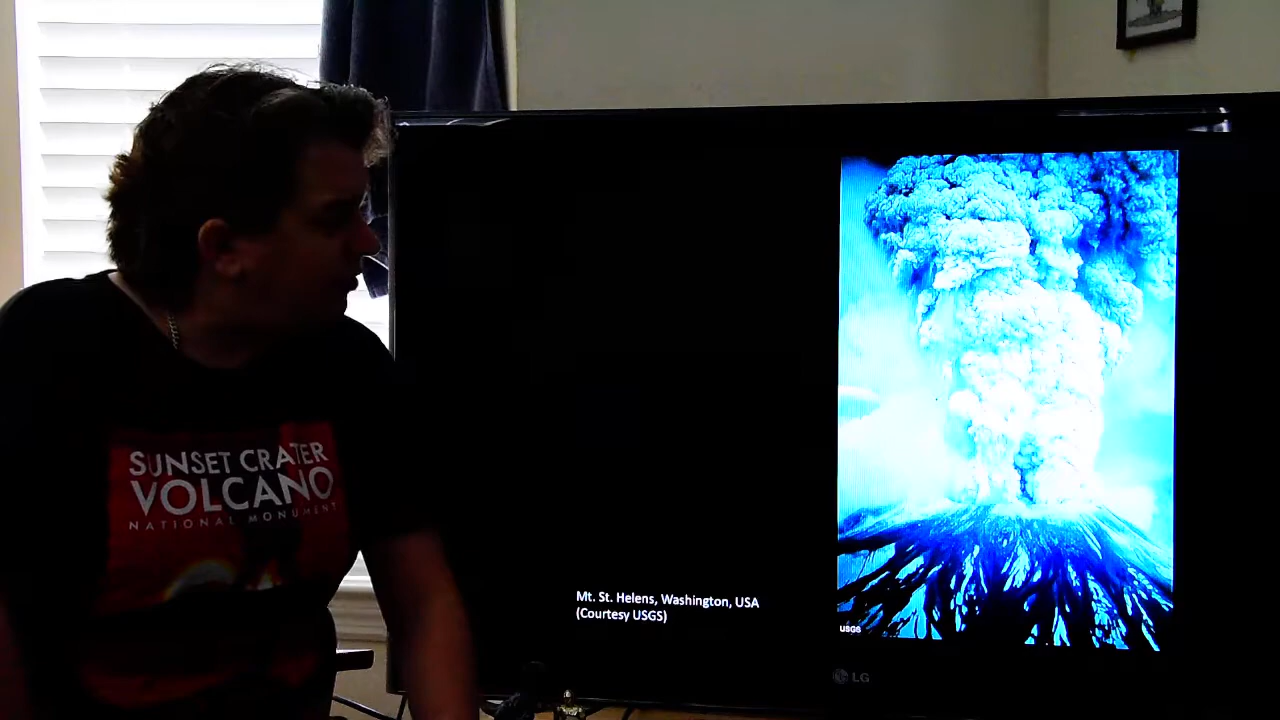 SUNSET CRATER
VOLCANO
NATIONAL MONUMENT
Mt. St. Helens, Washington, USA
(Courtesy USGS)
USGS
LG